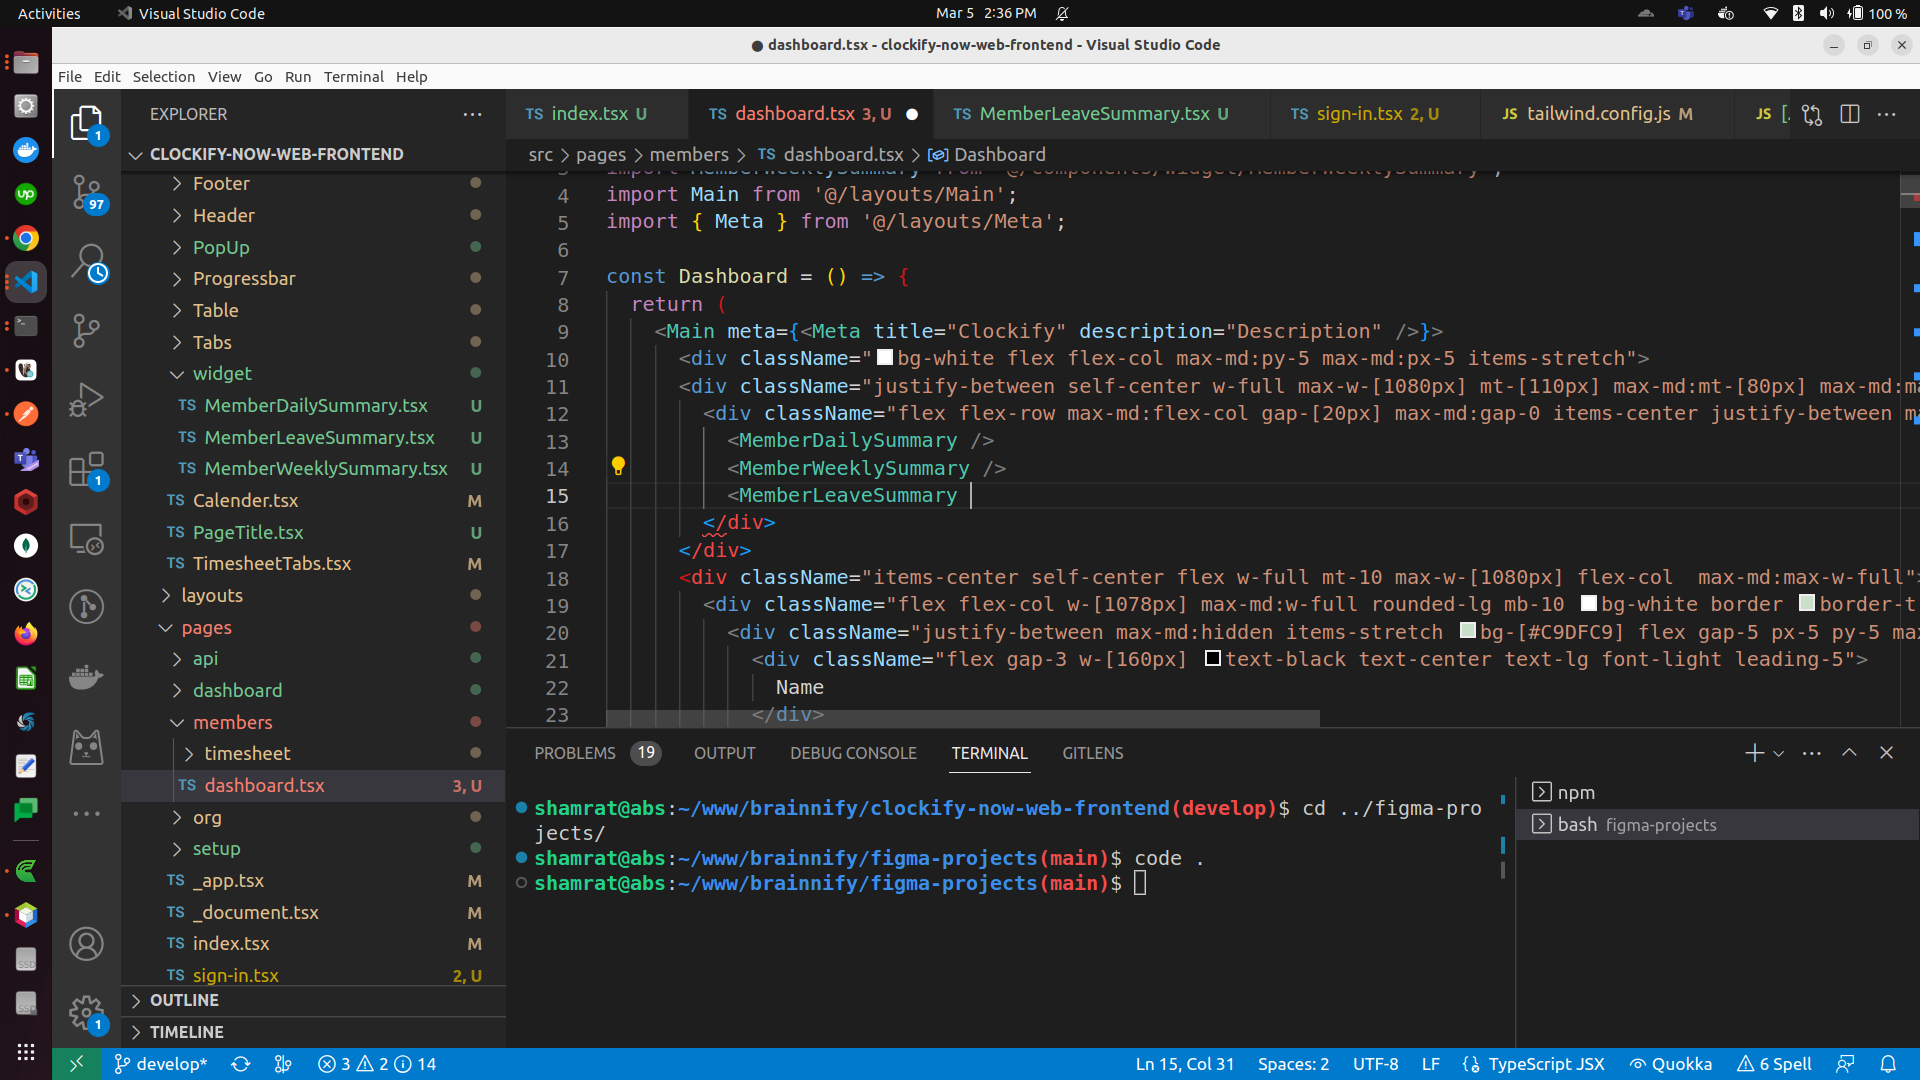 Activities
Visual Studio Code
Mar 5 2:36 PM
100 %
● dashboard.tsx - clockify-now-web-frontend - Visual Studio Code
File Edit Selection View Go Run Terminal Help
EXPLORER
CLOCKIFY-NOW-WEB-FRONTEND
Footer
Header
PopUp
Progressbar
Table
Tabs
widget
TS MemberDailySummary.tsx U
TS MemberLeaveSummary.tsx U
TS MemberWeeklySummary.tsx U
TS Calender.tsx M
TS PageTitle.tsx U
TS TimesheetTabs.tsx M
layouts
pages
api
dashboard
members
timesheet
TS dashboard.tsx 3, U
org
setup
TS _app.tsx M
TS _document.tsx M
TS index.tsx M
TS sign-in.tsx 2, U
OUTLINE
TIMELINE
1
97
1
1
TS index.tsx U
TS dashboard.tsx 3, U
TS MemberLeaveSummary.tsx U
TS sign-in.tsx 2, U
JS tailwind.config.js M
JS [.
src > pages > members > TS dashboard.tsx > Dashboard
3 import MemberWeeklySummary from '@/components/widget/MemberWeeklySummary';
4 import Main from '@/layouts/Main';
5 import { Meta } from '@/layouts/Meta';
6
7 const Dashboard = () => {
8 return (
9 <Main meta={<Meta title="Clockify" description="Description" />}>
10 <div className="bg-white flex flex-col max-md:py-5 max-md:px-5 items-stretch">
11 <div className="justify-between self-center w-full max-w-[1080px] mt-[110px] max-md:mt-[80px] max-md:ma
12 <div className="flex flex-row max-md:flex-col gap-[20px] max-md:gap-0 items-center justify-between ma
13 <MemberDailySummary />
14 <MemberWeeklySummary />
15 <MemberLeaveSummary
16 </div>
17 </div>
18 <div className="items-center self-center flex w-full mt-10 max-w-[1080px] flex-col  max-md:max-w-full">
19 <div className="flex flex-col w-[1078px] max-md:w-full rounded-lg mb-10 bg-white border border-t
20 <div className="justify-between max-md:hidden items-stretch bg-[#C9DFC9] flex gap-5 px-5 py-5 max
21 <div className="flex gap-3 w-[160px] text-black text-center text-lg font-light leading-5">
22 Name
23 </div>
PROBLEMS 19 OUTPUT DEBUG CONSOLE TERMINAL GITLENS
shamrat@abs:~/www/brainnify/clockify-now-web-frontend(develop)$ cd ../figma-pro
jects/
shamrat@abs:~/www/brainnify/figma-projects(main)$ code .
shamrat@abs:~/www/brainnify/figma-projects(main)$
npm
bash figma-projects
develop*
3 2 14
Ln 15, Col 31
Spaces: 2
UTF-8
LF
TypeScript JSX
Quokka
6 Spell